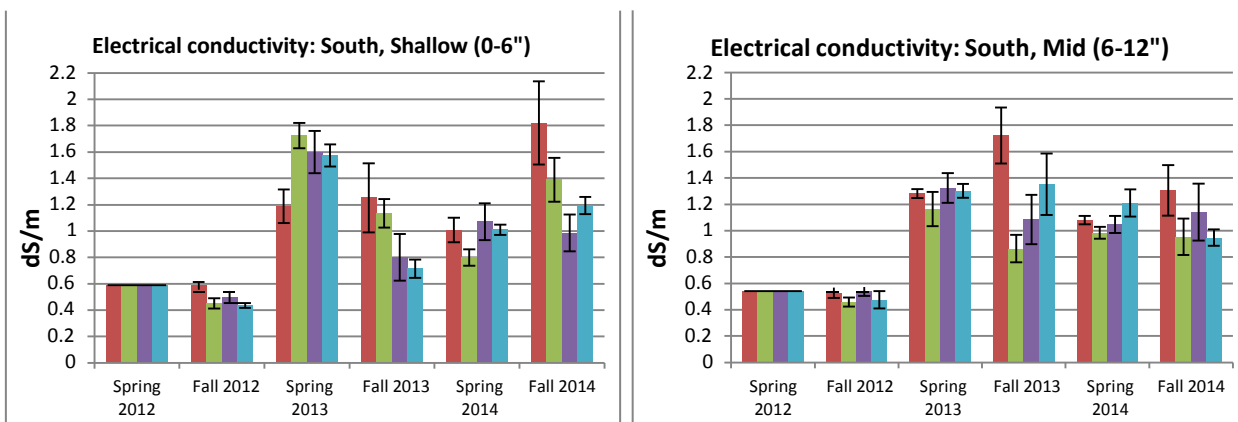 Electrical conductivity: South, Shallow (0-6")
dS/m
2.2
2
1.8
1.6
1.4
1.2
1
0.8
0.6
0.4
0.2
0
Spring 2012
Fall 2012
Spring 2013
Fall 2013
Spring 2014
Fall 2014
Electrical conductivity: South, Mid (6-12")
dS/m
2.2
2
1.8
1.6
1.4
1.2
1
0.8
0.6
0.4
0.2
0
Spring 2012
Fall 2012
Spring 2013
Fall 2013
Spring 2014
Fall 2014